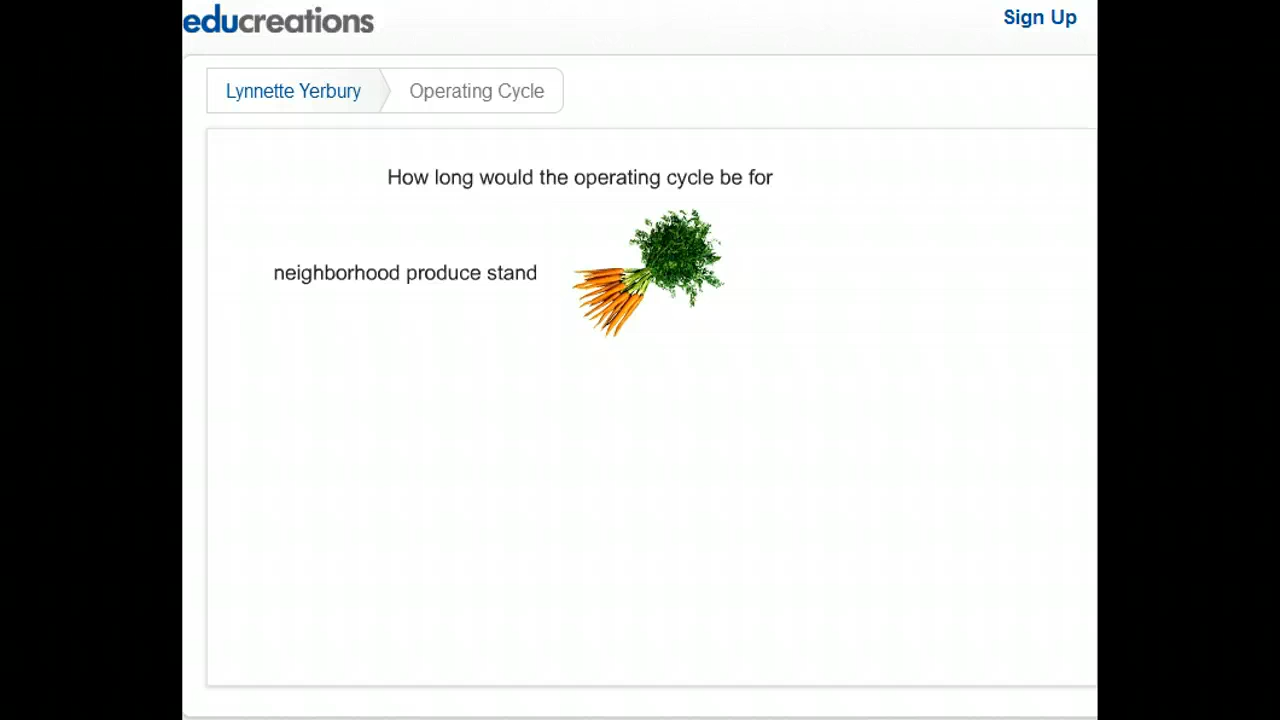 educreations
Sign Up
Lynnette Yerbury
Operating Cycle
How long would the operating cycle be for
neighborhood produce stand